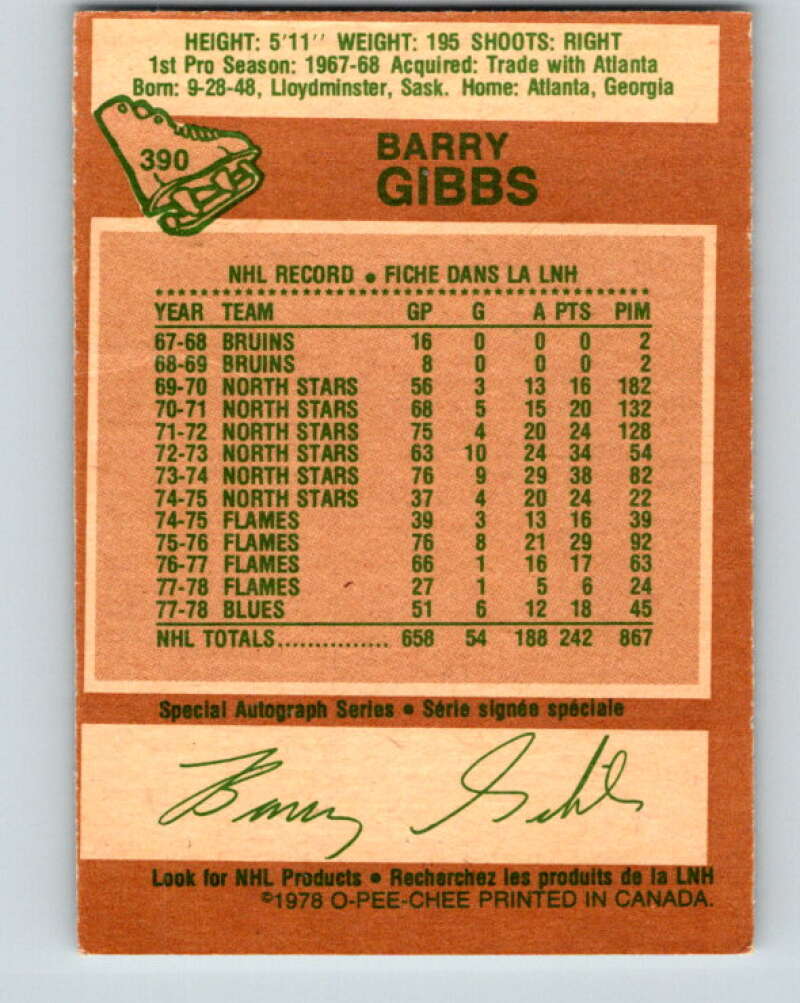 HEIGHT: 5'11" WEIGHT: 195 SHOOTS: RIGHT
1st Pro Season: 1967-68 Acquired: Trade with Atlanta
Born: 9-28-48, Lloydminster, Sask. Home: Atlanta, Georgia
390
BARRY
GIBBS
NHL RECORD • FICHE DANS LA LNH
YEAR TEAM GP G A PTS PIM
67-68 BRUINS 16 0 0 0 2
68-69 BRUINS 8 0 0 0 2
69-70 NORTH STARS 56 3 13 16 182
70-71 NORTH STARS 68 5 15 20 132
71-72 NORTH STARS 75 4 20 24 128
72-73 NORTH STARS 63 10 24 34 54
73-74 NORTH STARS 76 9 29 38 82
74-75 NORTH STARS 37 4 20 24 22
74-75 FLAMES 39 3 13 16 39
75-76 FLAMES 76 8 21 29 92
76-77 FLAMES 66 1 16 17 63
77-78 FLAMES 27 1 5 6 24
77-78 BLUES 51 6 12 18 45
NHL TOTALS................ 658 54 188 242 867
Special Autograph Series • Série signée spéciale
Barry Gibbs
Look for NHL Products • Recherchez les produits de la LNH
©1978 O-PEE-CHEE PRINTED IN CANADA.